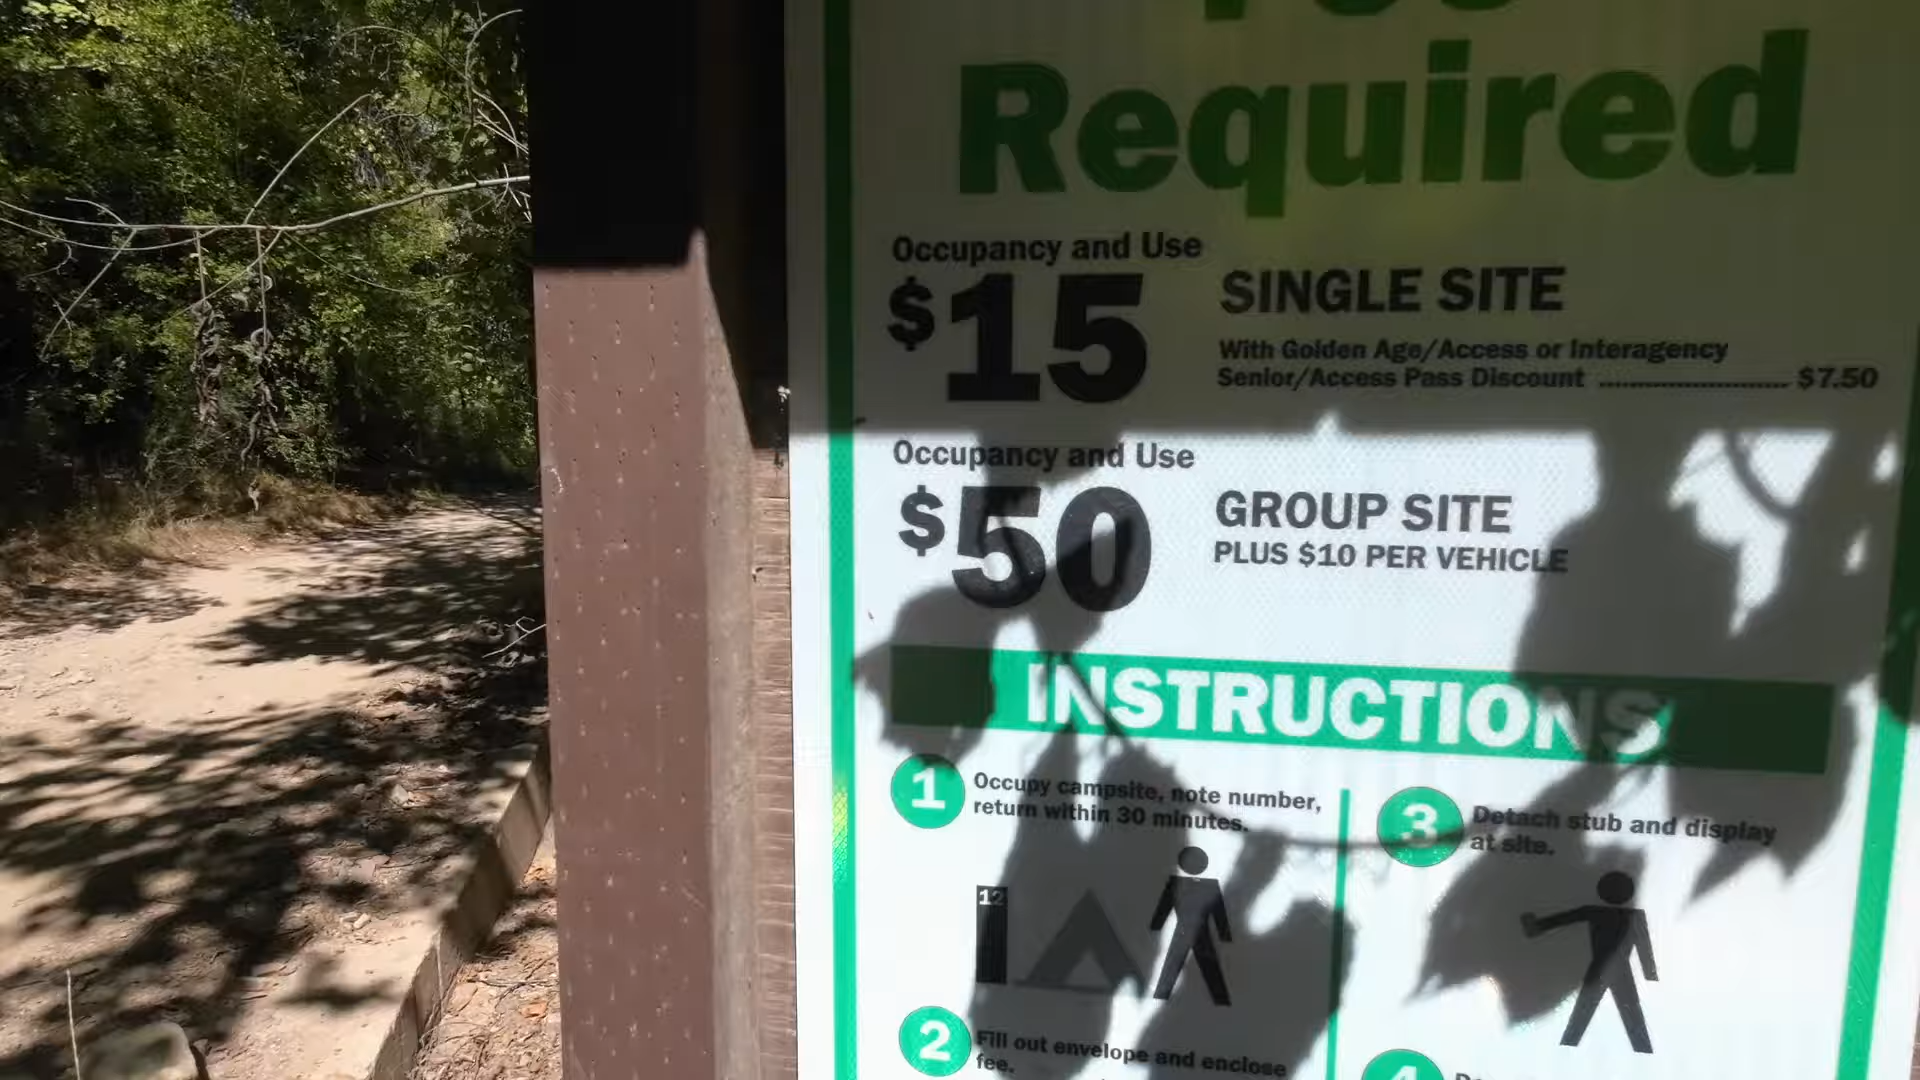 Required
Occupancy and Use
$15 SINGLE SITE
With Golden Age/Access or Interagency
Senior/Access Pass Discount ........................ $7.50
Occupancy and Use
$50 GROUP SITE
PLUS $10 PER VEHICLE
INSTRUCTIONS
1 Occupy campsite, note number,
return within 30 minutes.
12
2 Fill out envelope and enclose
fee.
3 Detach stub and display
at site.
4